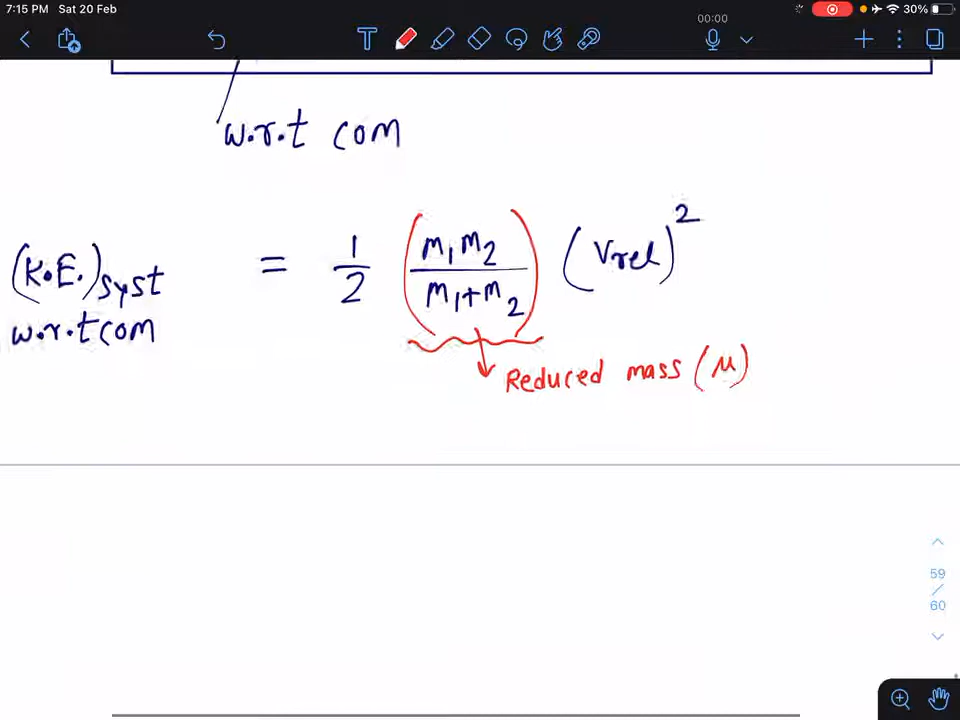 7:15 PM Sat 20 Feb
00:00
30%
w.r.t com
(K.E.)syst w.r.t com = 1/2 (m1m2/m1+m2) (Vrel)^2
Reduced mass (μ)
59
/
60